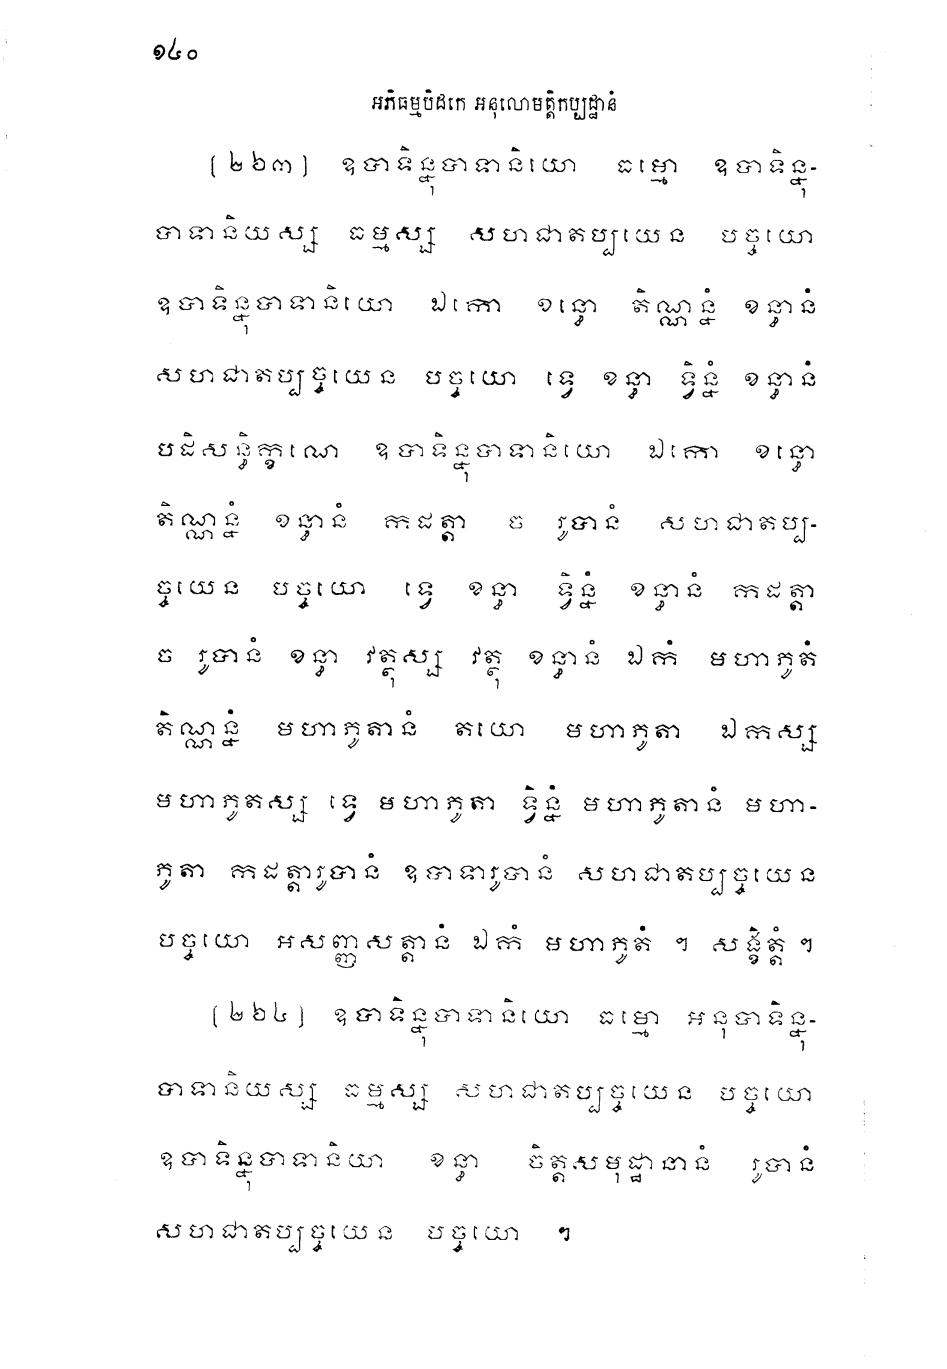 ១៤០
អភិធម្មបិដកេ អនុលោមត្តិកប្បដ្ឋានំ
(២២៣) ឧបាទិន្នុបាទានិយោ ធម្មោ ឧបាទិន្នុ-
បាទានិយស្ស ធម្មស្ស សហជាតប្បយេន បច្ចយោ
ឧបាទិន្នុបាទានិយោ ឯកោ ខន្ធោ តិណ្ណន្នំ ខន្ធានំ
សហជាតប្បច្ចយេន បច្ចយោ ទ្វេ ខន្ធា ទ្វិន្នំ ខន្ធានំ
បដិសន្ធិក្ខណេ ឧបាទិន្នុបាទានិយោ ឯកោ ខន្ធោ
តិណ្ណន្នំ ខន្ធានំ កដត្តា ច រូបានំ សហជាតប្ប-
ច្ចយេន បច្ចយោ ទ្វេ ខន្ធា ទ្វិន្នំ ខន្ធានំ កដត្តា
ច រូបានំ ខន្ធា វត្ថុស្ស វត្ថុ ខន្ធានំ ឯកំ មហាភូតំ
តិណ្ណន្នំ មហាភូតានំ តយោ មហាភូតា ឯកស្ស
មហាភូតស្ស ទ្វេ មហាភូតា ទ្វិន្នំ មហាភូតានំ មហា-
ភូតា កដត្តារូបានំ ឧបាទារូបានំ សហជាតប្បច្ចយេន
បច្ចយោ អសញ្ញសត្តានំ ឯកំ មហាភូតំ ។ សង្ខិត្តំ ។
(២២៤) ឧបាទិន្នុបាទានិយោ ធម្មោ អនុបាទិន្នុ-
បាទានិយស្ស ធម្មស្ស សហជាតប្បច្ចយេន បច្ចយោ
ឧបាទិន្នុបាទានិយា ខន្ធា ចិត្តសមុដ្ឋានានំ រូបានំ
សហជាតប្បច្ចយេន បច្ចយោ ៗ